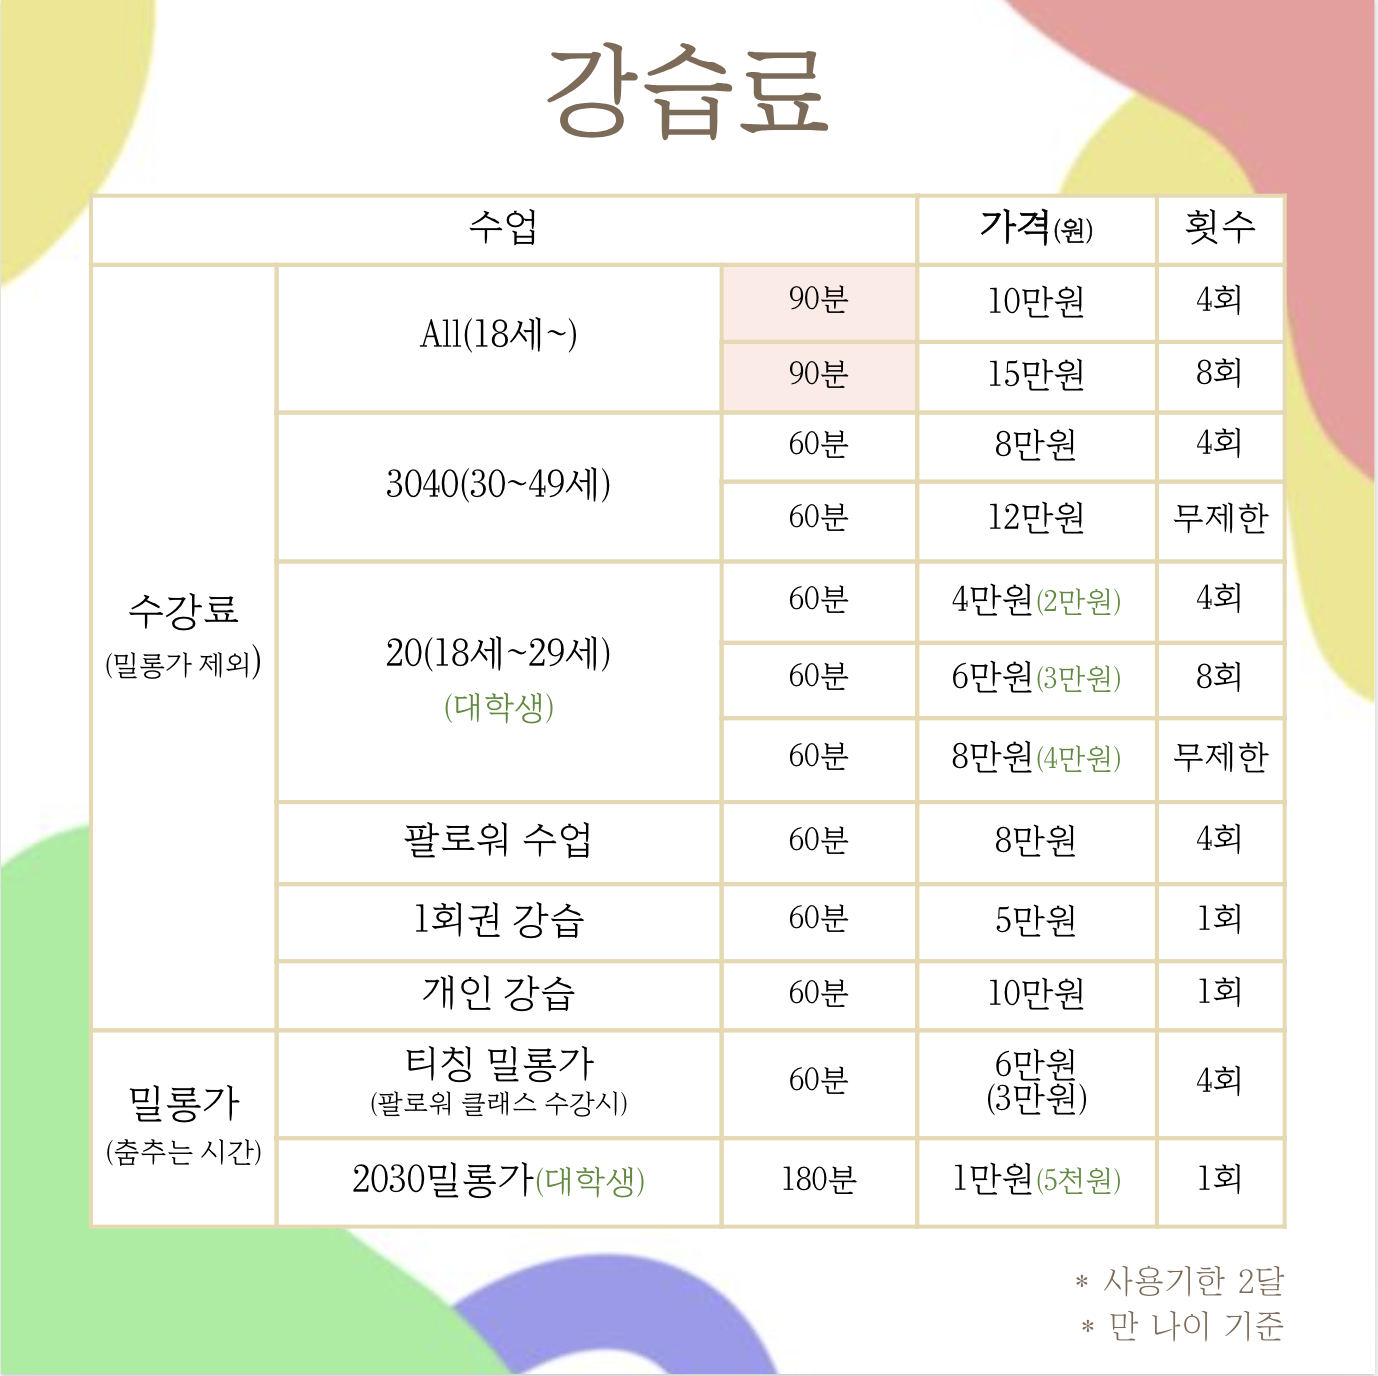 강습료
수업 가격(원) 횟수
수강료
(밀롱가 제외)
All(18세~) 90분 10만원 4회
90분 15만원 8회
3040(30~49세) 60분 8만원 4회
60분 12만원 무제한
20(18세~29세)
(대학생)
60분 4만원(2만원) 4회
60분 6만원(3만원) 8회
60분 8만원(4만원) 무제한
팔로워 수업 60분 8만원 4회
1회권 강습 60분 5만원 1회
개인 강습 60분 10만원 1회
밀롱가
(춤추는 시간)
티칭 밀롱가
(팔로워 클래스 수강시)
60분
6만원
(3만원)
4회
2030밀롱가(대학생) 180분 1만원(5천원) 1회
* 사용기한 2달
* 만 나이 기준